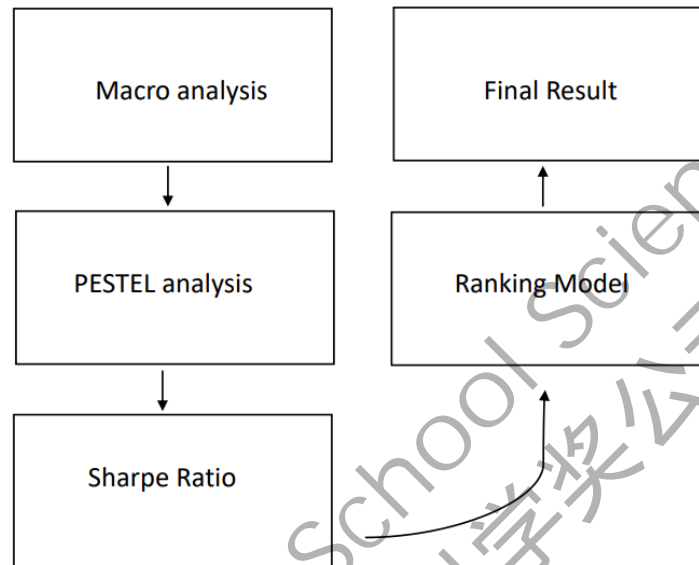 Macro analysis
PESTEL analysis
Sharpe Ratio
Ranking Model
Final Result
School Scien
学奖公